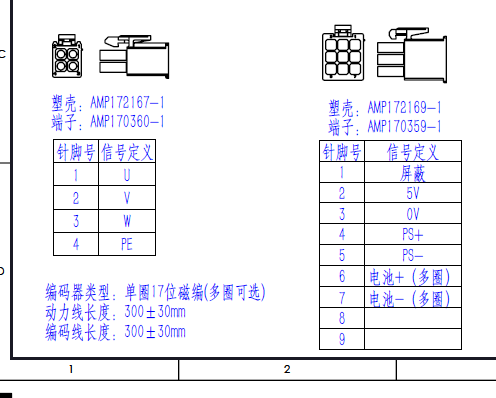 C
塑壳：AMP172167-1
端子：AMP170360-1
针脚号 信号定义
1 U
2 V
3 W
4 PE
塑壳：AMP172169-1
端子：AMP170359-1
针脚号 信号定义
1 屏蔽
2 5V
3 0V
4 PS+
5 PS-
6 电池+（多圈）
7 电池-（多圈）
8
9
D
编码器类型：单圈17位磁编(多圈可选)
动力线长度：300±30mm
编码线长度：300±30mm
1 2